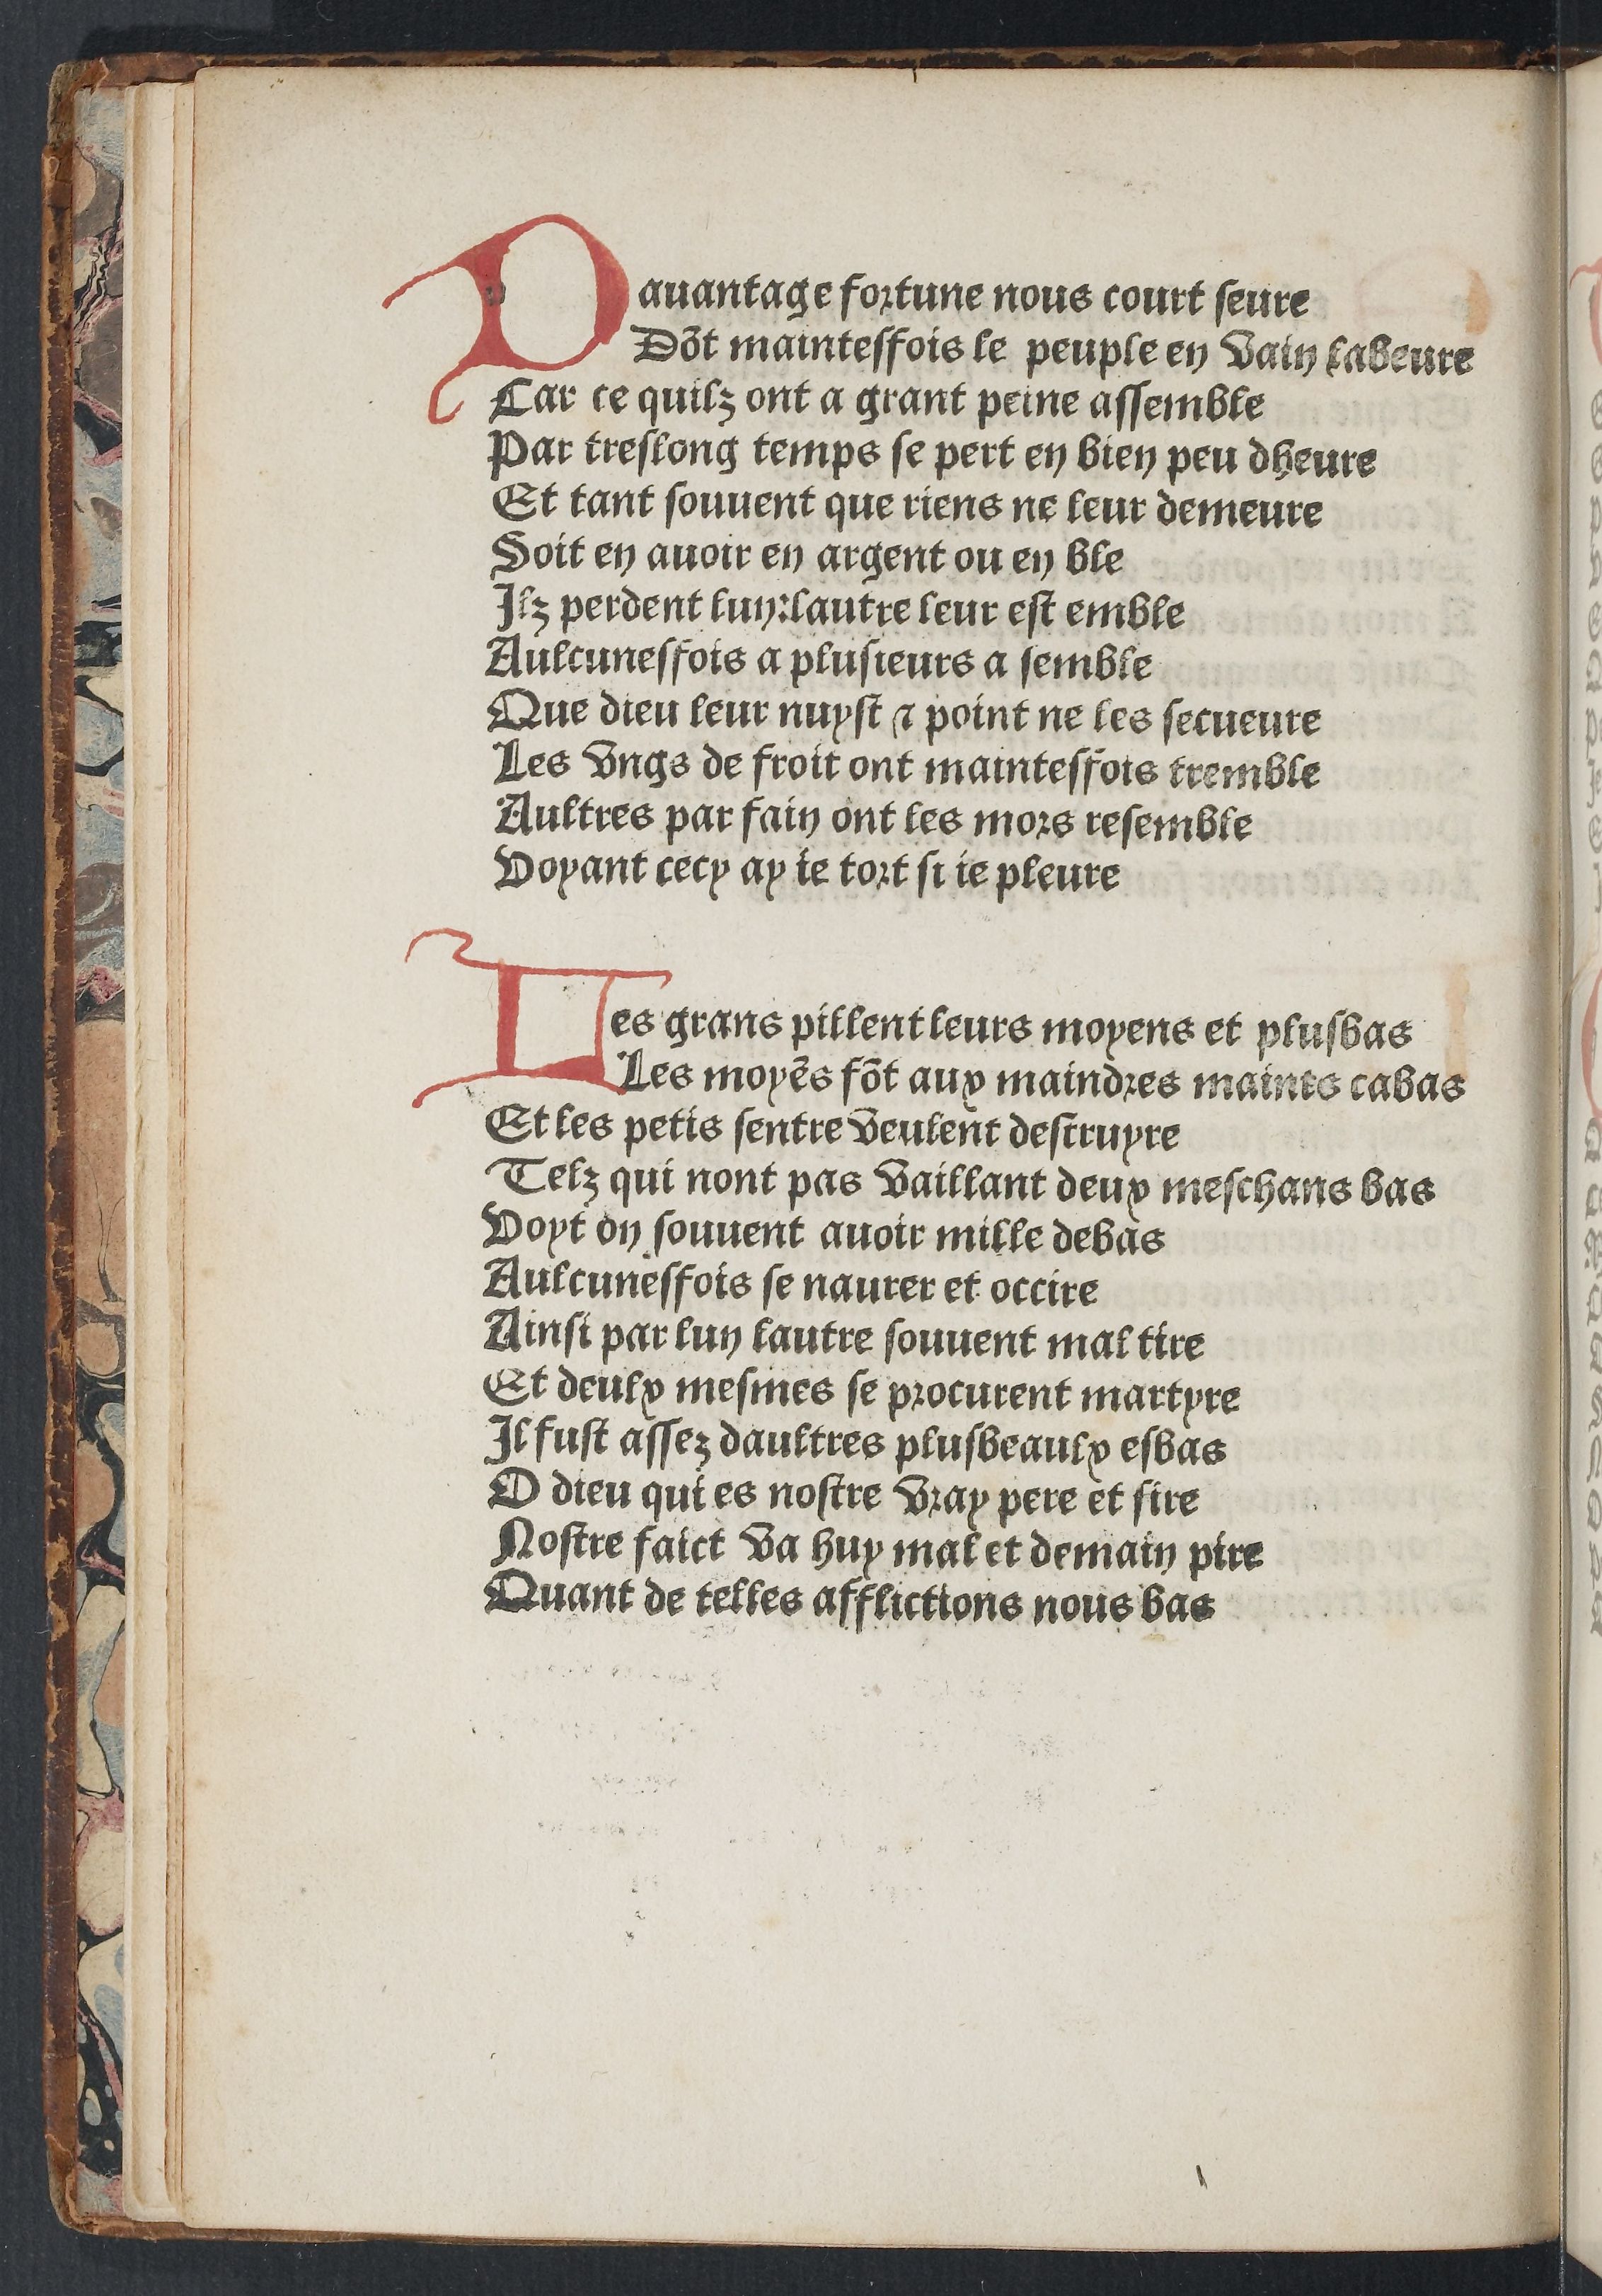 Dauantage fortune nous court seure
Dõt maintesfois le peuple en vain labeure
Car ce quilz ont a grant peine assemble
Par treslong temps se pert en bien peu dheure
Et tant souuent que riens ne leur demeure
Soit en auoir en argent ou en ble
Jlz perdent lun⁊lautre leur est emble
Aulcunesfois a plusieurs a semble
Que dieu leur nuyst ⁊ point ne les secueure
Les vngs de froit ont maintesfois tremble
Aultres par fain ont les mors resemble
Voyant cecy ay ie tort si ie pleure
Les grans pillent leurs moyens et plusbas
Les moyẽs fõt aux maindres maints cabas
Et les petis sentre veulent destruyre
Telz qui nont pas vaillant deux meschans bas
Voyt on souuent auoir mille debas
Aulcunesfois se naurer et occire
Ainsi par lun lautre souuent mal tire
Et deulx mesmes se procurent martyre
Jl fust assez daultres plusbeaulx esbas
O dieu qui es nostre vray pere et sire
Nostre faict va huy mal et demain pire
Quant de telles afflictions nous bas